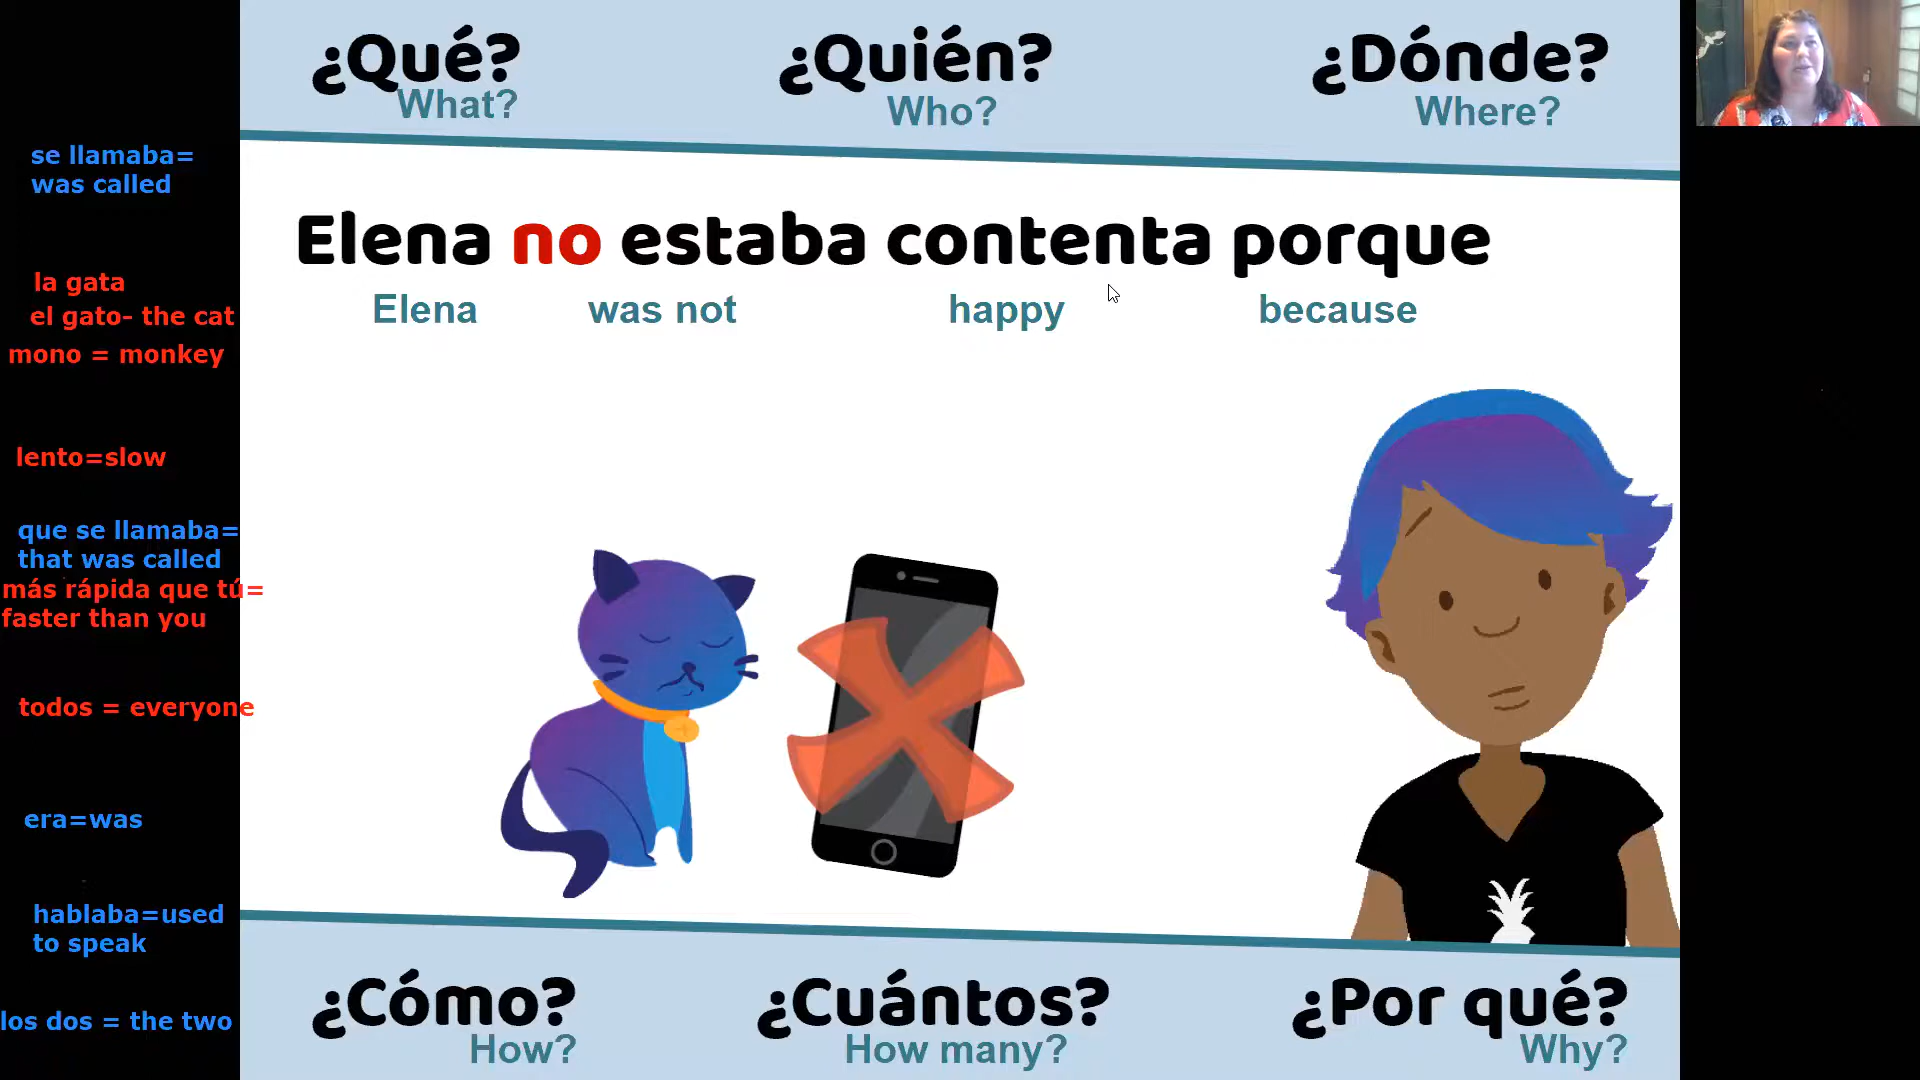 ¿Qué?
What?
¿Quién?
Who?
¿Dónde?
Where?
se llamaba=
was called
la gata
el gato- the cat
mono = monkey
lento=slow
que se llamaba=
that was called
más rápida que tú=
faster than you
todos = everyone
era=was
hablaba=used
to speak
los dos = the two
Elena no estaba contenta porque
Elena was not happy because
¿Cómo?
How?
¿Cuántos?
How many?
¿Por qué?
Why?